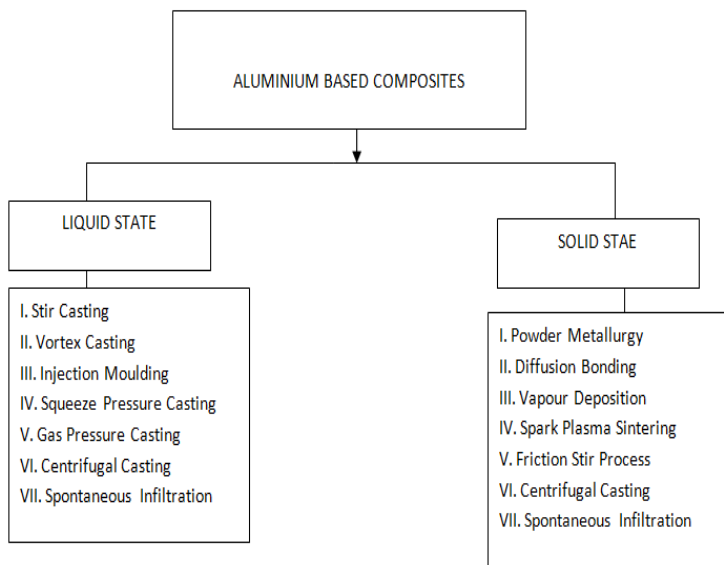 ALUMINIUM BASED COMPOSITES
LIQUID STATE
I. Stir Casting
II. Vortex Casting
III. Injection Moulding
IV. Squeeze Pressure Casting
V. Gas Pressure Casting
VI. Centrifugal Casting
VII. Spontaneous Infiltration
SOLID STAE
I. Powder Metallurgy
II. Diffusion Bonding
III. Vapour Deposition
IV. Spark Plasma Sintering
V. Friction Stir Process
VI. Centrifugal Casting
VII. Spontaneous Infiltration